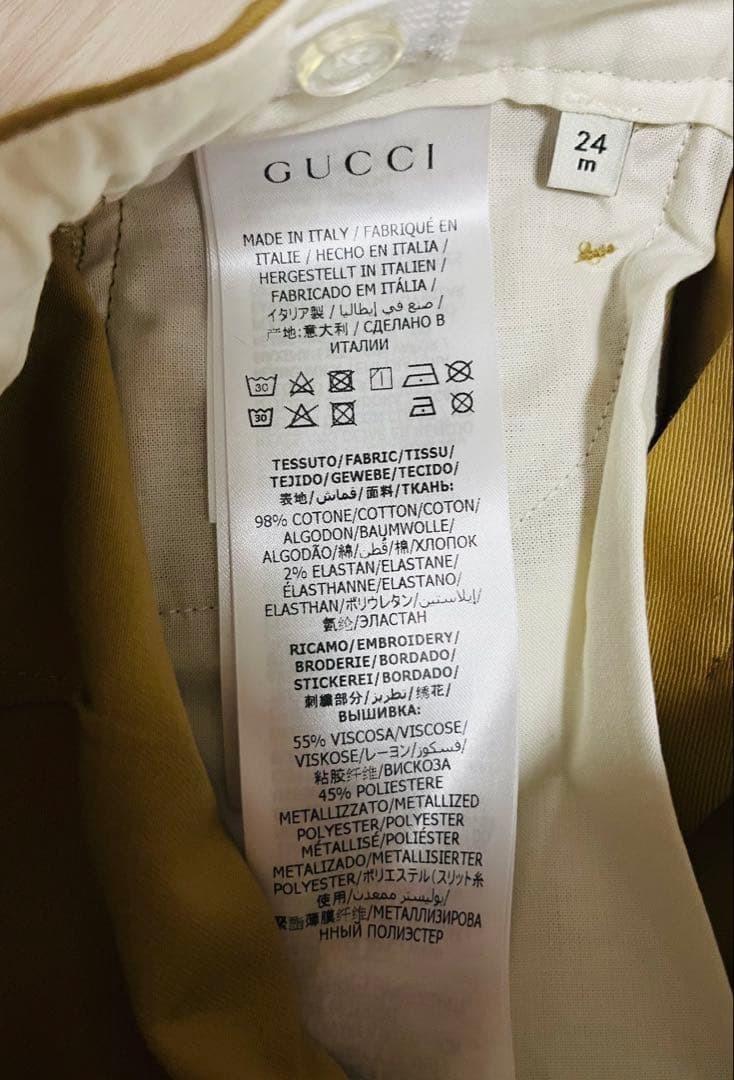 GUCCI
24
m
MADE IN ITALY / FABRIQUÉ EN
ITALIE / HECHO EN ITALIA /
HERGESTELLT IN ITALIEN /
FABRICADO EM ITÁLIA /
イタリア製 / صنع في إيطاليا /
产地:意大利 / СДЕЛАНО В
ИТАЛИИ
30
30
TESSUTO/FABRIC/TISSU/
TEJIDO/GEWEBE/TECIDO/
表地/قماش/面料/ТКАНЬ:
98% COTONE/COTTON/COTON/
ALGODON/BAUMWOLLE/
ALGODÃO/綿/قُطن/棉/ХЛОПОК
2% ELASTAN/ELASTANE/
ÉLASTHANNE/ELASTANO/
ELASTHAN/ポリウレタン/إيلاستين/
氨纶/ЭЛАСТАН
RICAMO/EMBROIDERY/
BRODERIE/BORDADO/
STICKEREI/BORDADO/
刺繍部分/تطريز/绣花/
ВЫШИВКА:
55% VISCOSA/VISCOSE/
VISKOSE/レーヨン/فسكوز/
粘胶纤维/ВИСКОЗА
45% POLIESTERE
METALLIZZATO/METALLIZED
POLYESTER/POLYESTER
MÉTALLISÉ/POLIÉSTER
METALIZADO/METALLISIERTER
POLYESTER/ポリエステル(スリット糸
使用/بوليستر ممعدن/
聚酯薄膜纤维/МЕТАЛЛИЗИРОВА
ННЫЙ ПОЛИЭСТЕР